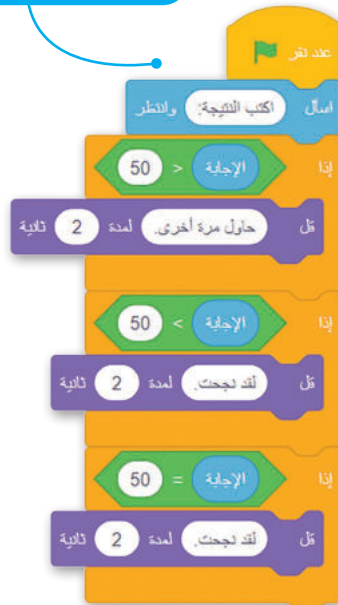 عند نقر
اسأل اكتب النتيجة: وانتظر
إذا الإجابة < 50
قل حاول مرة أخرى. لمدة 2 ثانية
إذا الإجابة > 50
قل لقد نجحت. لمدة 2 ثانية
إذا الإجابة = 50
قل لقد نجحت. لمدة 2 ثانية